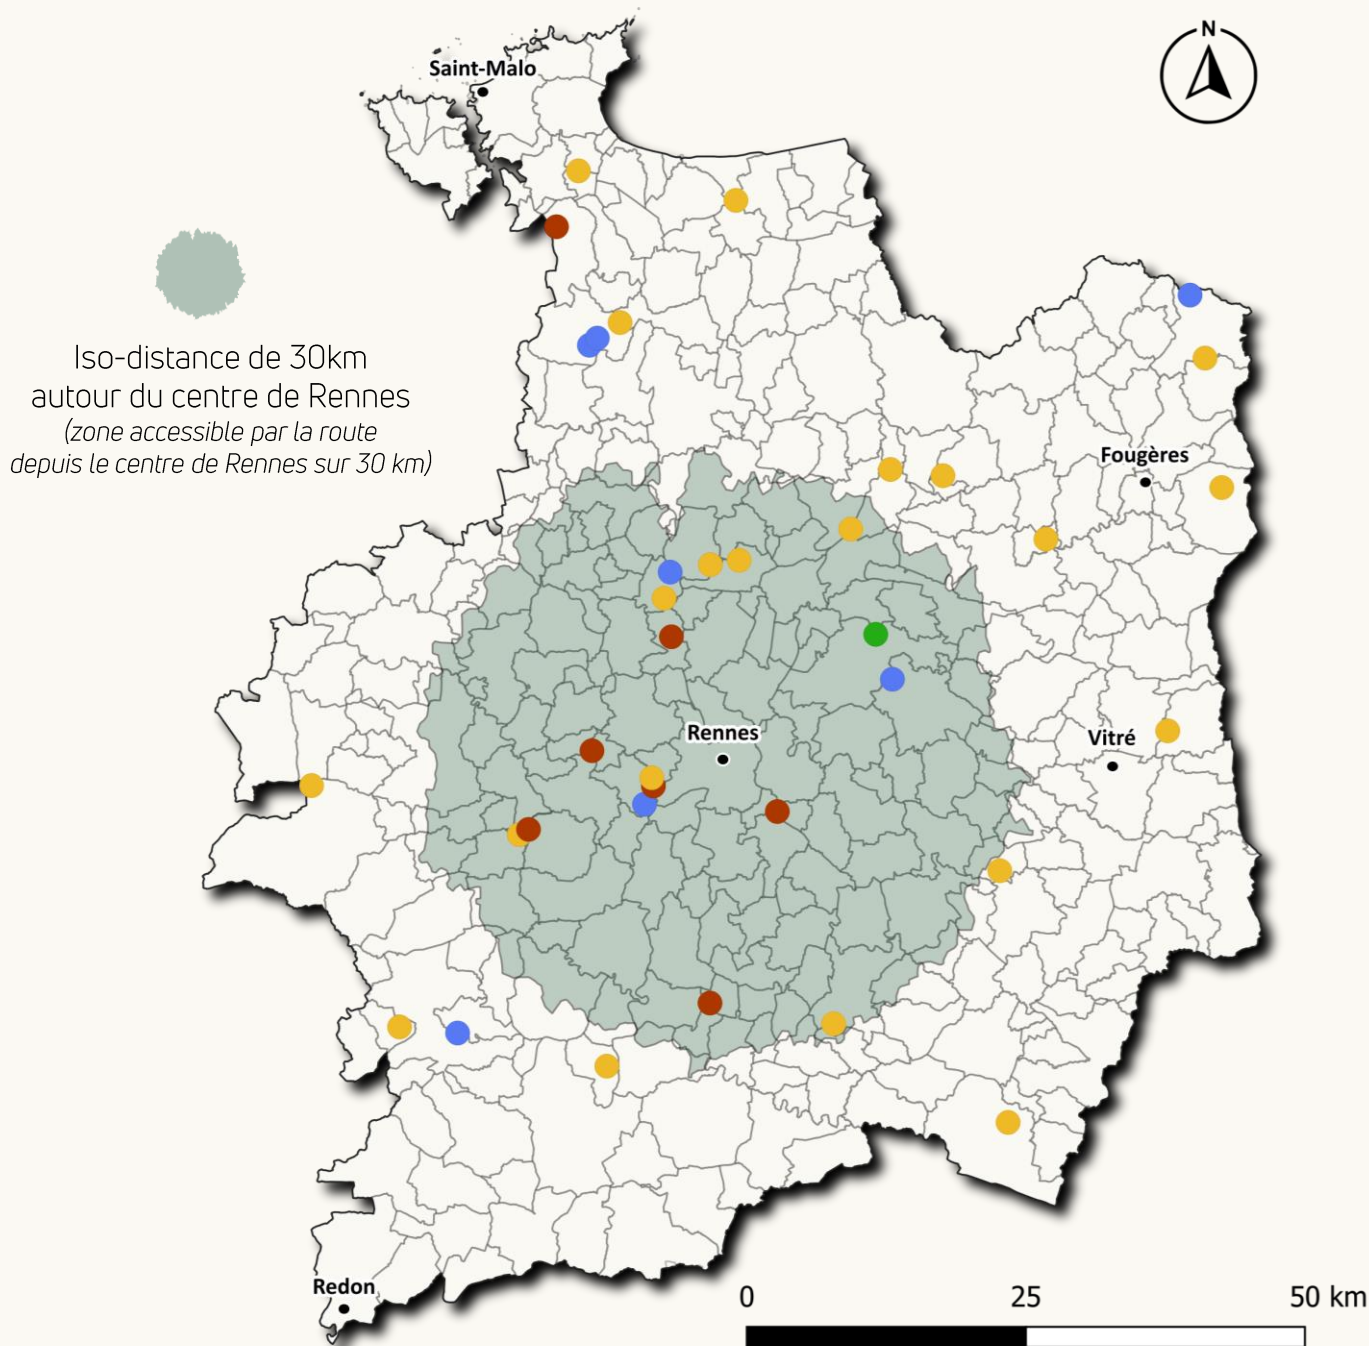 N
Saint-Malo
Iso-distance de 30km
autour du centre de Rennes
(zone accessible par la route
depuis le centre de Rennes sur 30 km)
Fougères
Rennes
Vitré
Redon
0 25 50 km